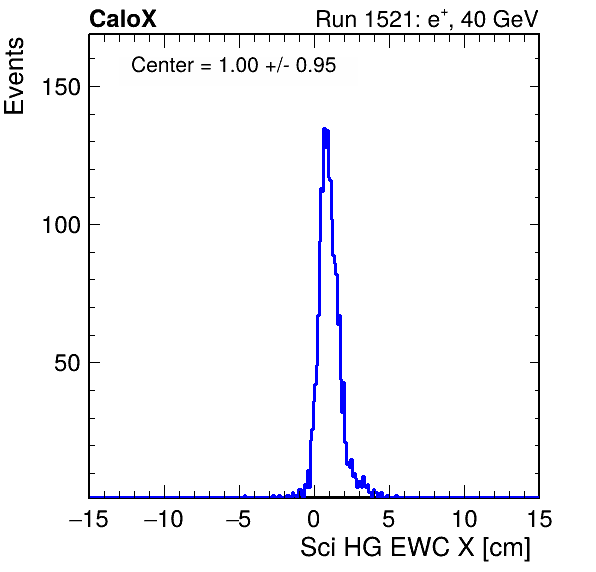 CaloX Run 1521: e⁺, 40 GeV
Center = 1.00 +/- 0.95
Events
150
100
50
−15 −10 −5 0 5 10 15
Sci HG EWC X [cm]